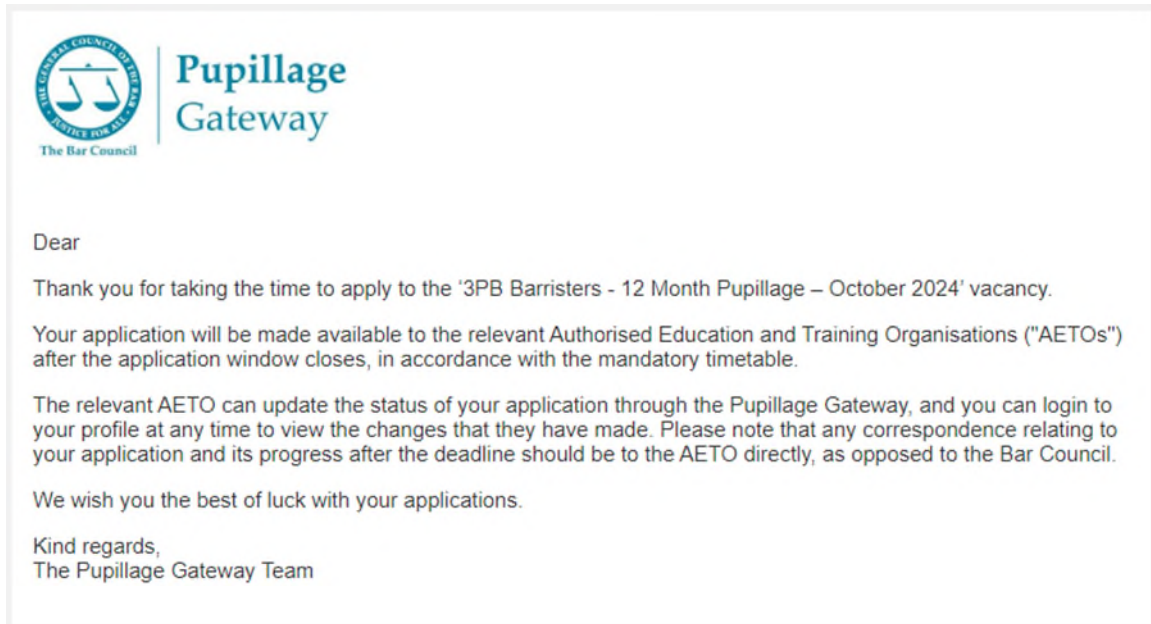 THE GENERAL COUNCIL OF THE BAR
JUSTICE FOR ALL
The Bar Council
Pupillage
Gateway
Dear
Thank you for taking the time to apply to the '3PB Barristers - 12 Month Pupillage – October 2024' vacancy.
Your application will be made available to the relevant Authorised Education and Training Organisations ("AETOs")
after the application window closes, in accordance with the mandatory timetable.
The relevant AETO can update the status of your application through the Pupillage Gateway, and you can login to
your profile at any time to view the changes that they have made. Please note that any correspondence relating to
your application and its progress after the deadline should be to the AETO directly, as opposed to the Bar Council.
We wish you the best of luck with your applications.
Kind regards,
The Pupillage Gateway Team